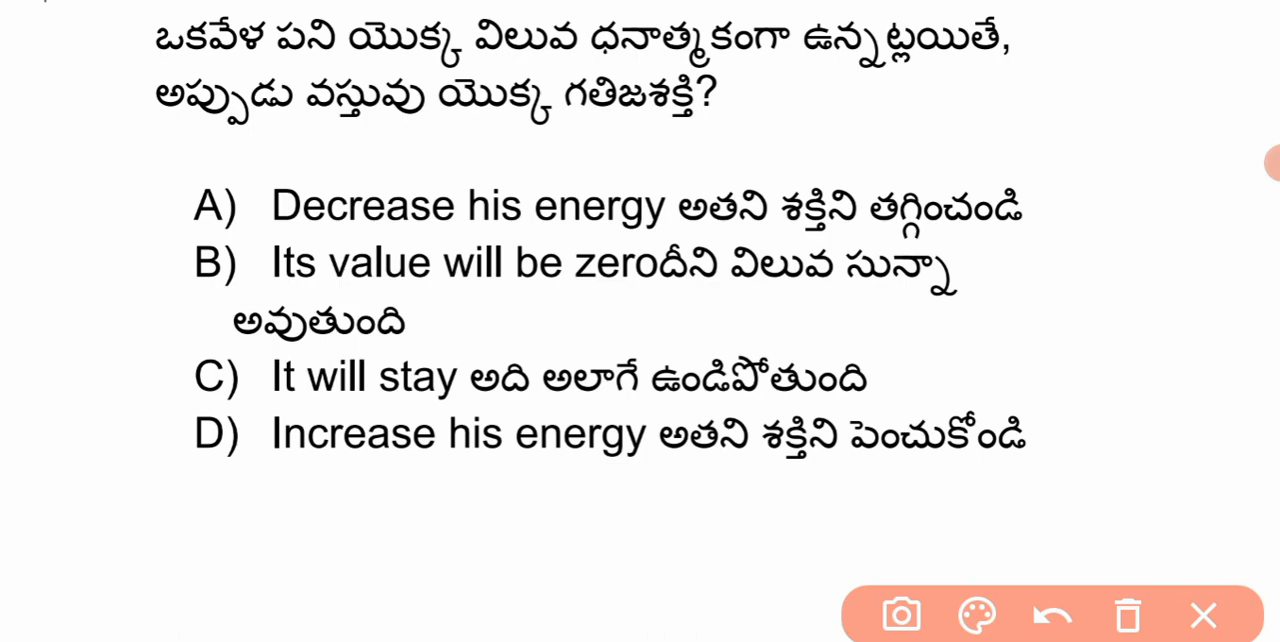 ఒకవేళ పని యొక్క విలువ ధనాత్మకంగా ఉన్నట్లయితే,
అప్పుడు వస్తువు యొక్క గతిజశక్తి?
A) Decrease his energy అతని శక్తిని తగ్గించండి
B) Its value will be zeroదీని విలువ సున్నా
అవుతుంది
C) It will stay అది అలాగే ఉండిపోతుంది
D) Increase his energy అతని శక్తిని పెంచుకోండి